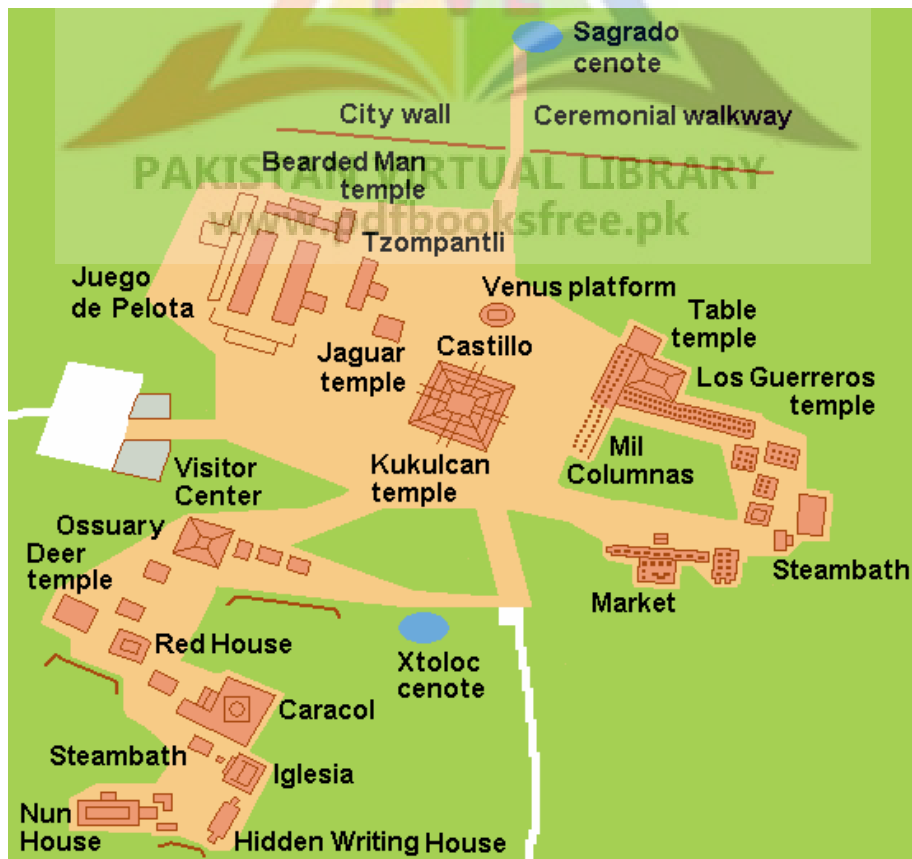 Sagrado
cenote
City wall
Ceremonial walkway
PAKISTAN VIRTUAL LIBRARY
www.pdfbooksfree.pk
Bearded Man
temple
Tzompantli
Juego
de Pelota
Venus platform
Table
temple
Jaguar
temple
Castillo
Los Guerreros
temple
Kukulcan
temple
Mil
Columnas
Visitor
Center
Ossuary
Deer
temple
Steambath
Market
Red House
Xtoloc
cenote
Caracol
Steambath
Iglesia
Nun
House
Hidden Writing House